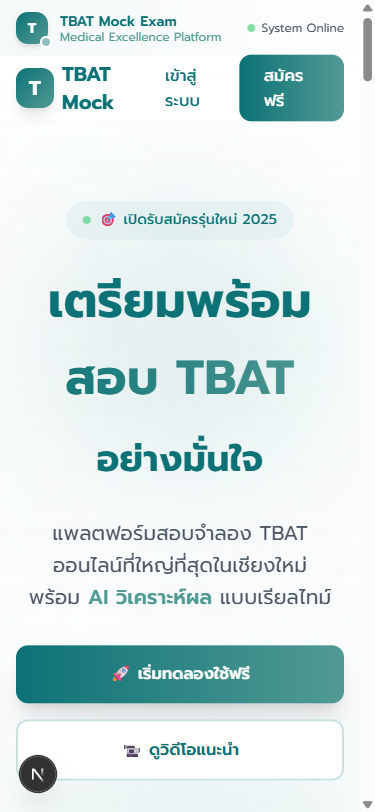 T
TBAT Mock Exam
Medical Excellence Platform
System Online
T
TBAT
Mock
เข้าสู่
ระบบ
สมัคร
ฟรี
🎯 เปิดรับสมัครรุ่นใหม่ 2025
เตรียมพร้อม
สอบ TBAT
อย่างมั่นใจ
แพลตฟอร์มสอบจำลอง TBAT
ออนไลน์ที่ใหญ่ที่สุดในเชียงใหม่
พร้อม AI วิเคราะห์ผล แบบเรียลไทม์
🚀 เริ่มทดลองใช้ฟรี
📹 ดูวิดีโอแนะนำ
N